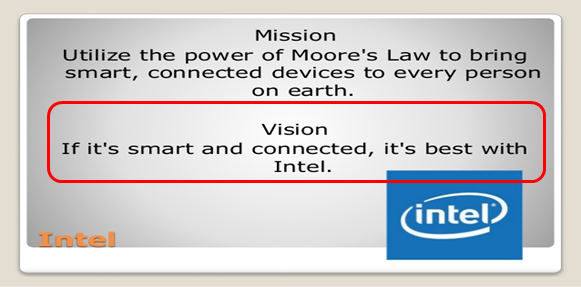 Mission
Utilize the power of Moore's Law to bring
smart, connected devices to every person
on earth.
Vision
If it's smart and connected, it's best with
Intel.
intel
Intel